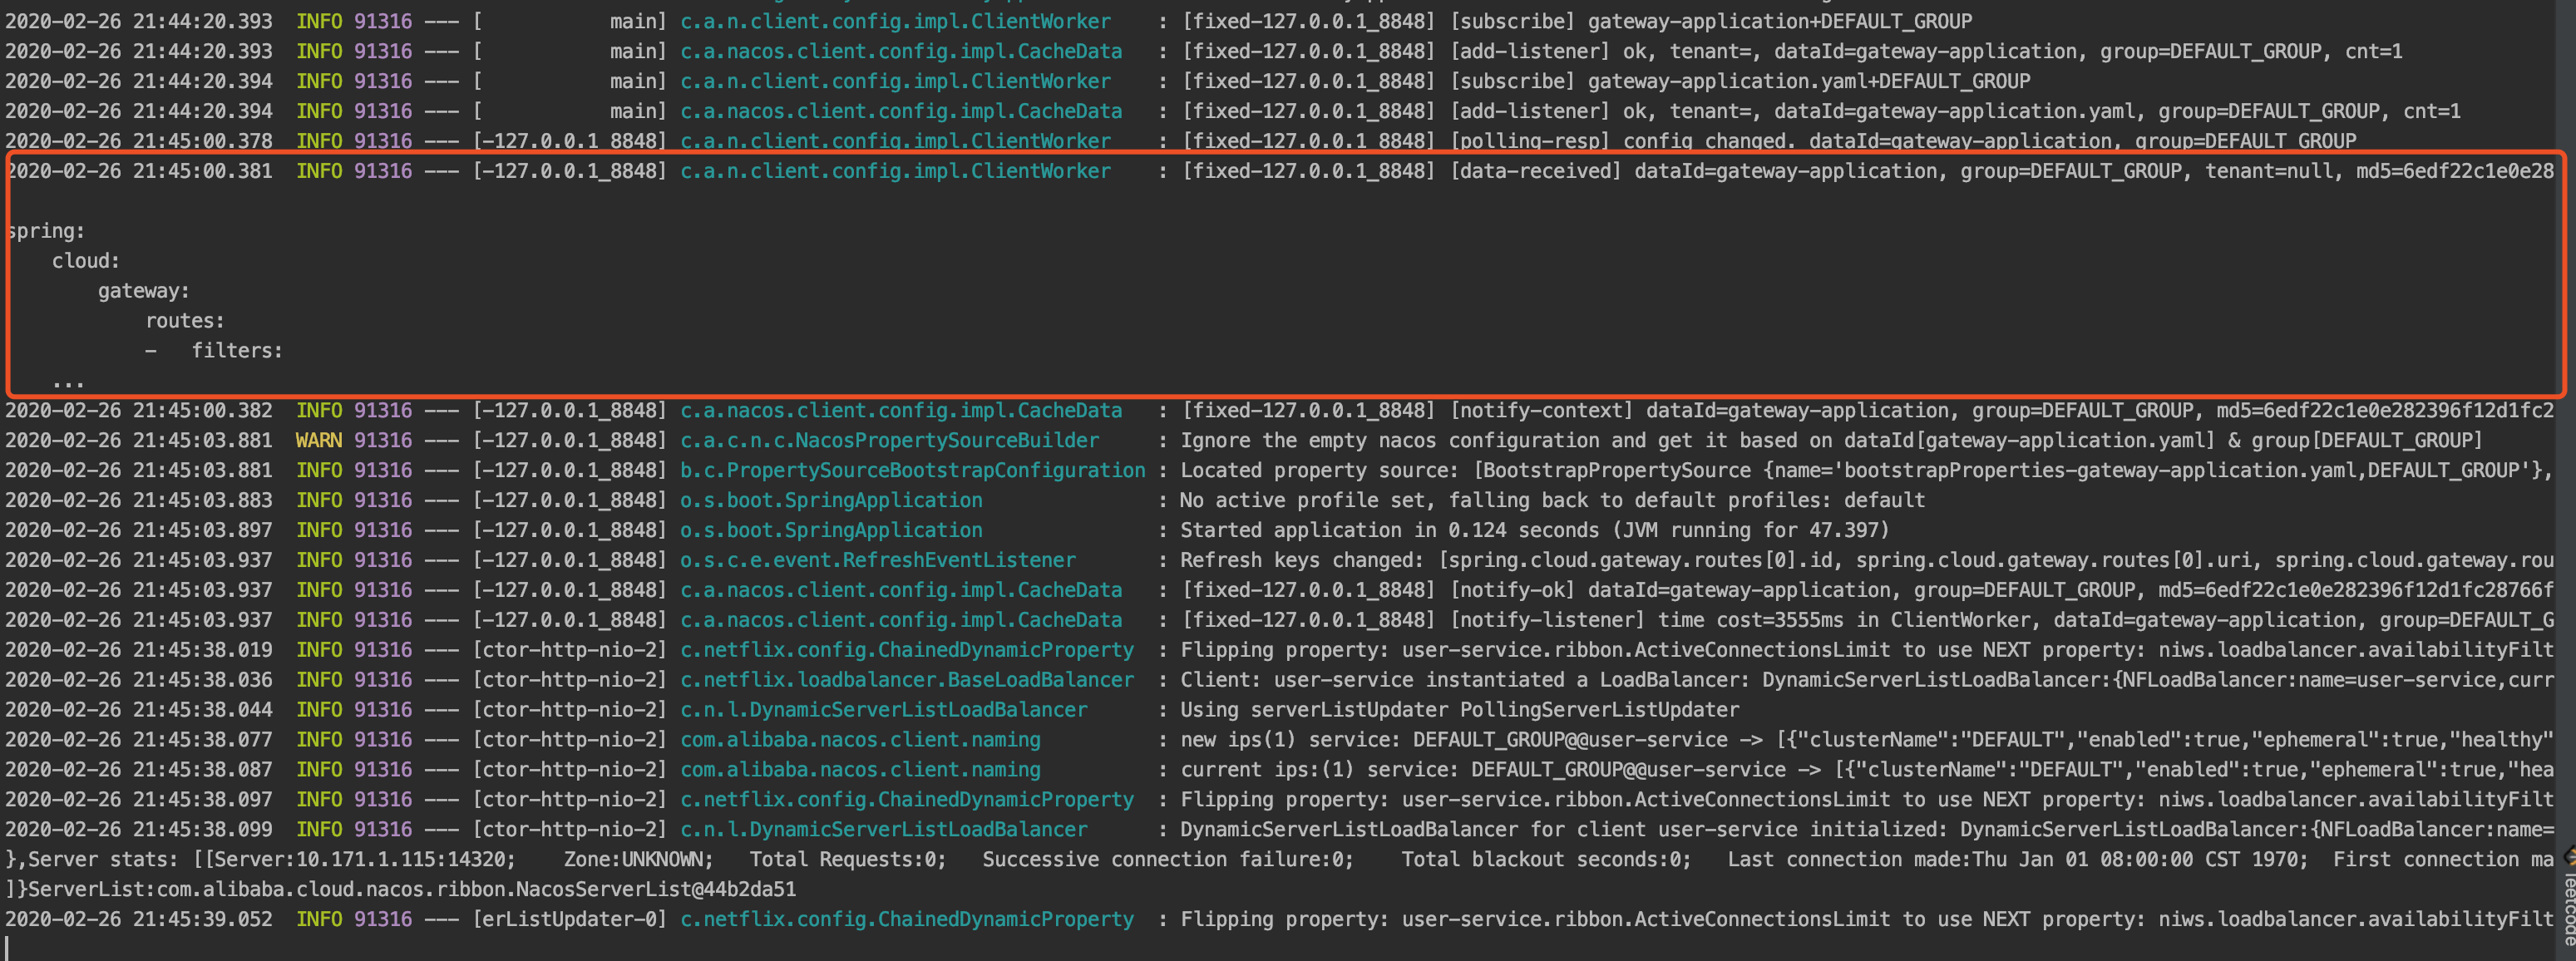 2020-02-26 21:44:20.393  INFO 91316 --- [           main] c.a.n.client.config.impl.ClientWorker    : [fixed-127.0.0.1_8848] [subscribe] gateway-application+DEFAULT_GROUP
2020-02-26 21:44:20.393  INFO 91316 --- [           main] c.a.nacos.client.config.impl.CacheData   : [fixed-127.0.0.1_8848] [add-listener] ok, tenant=, dataId=gateway-application, group=DEFAULT_GROUP, cnt=1
2020-02-26 21:44:20.394  INFO 91316 --- [           main] c.a.n.client.config.impl.ClientWorker    : [fixed-127.0.0.1_8848] [subscribe] gateway-application.yaml+DEFAULT_GROUP
2020-02-26 21:44:20.394  INFO 91316 --- [           main] c.a.nacos.client.config.impl.CacheData   : [fixed-127.0.0.1_8848] [add-listener] ok, tenant=, dataId=gateway-application.yaml, group=DEFAULT_GROUP, cnt=1
2020-02-26 21:45:00.378  INFO 91316 --- [-127.0.0.1_8848] c.a.n.client.config.impl.ClientWorker    : [fixed-127.0.0.1_8848] [polling-resp] config changed. dataId=gateway-application, group=DEFAULT_GROUP
2020-02-26 21:45:00.381  INFO 91316 --- [-127.0.0.1_8848] c.a.n.client.config.impl.ClientWorker    : [fixed-127.0.0.1_8848] [data-received] dataId=gateway-application, group=DEFAULT_GROUP, tenant=null, md5=6edf22c1e0e28
spring:
    cloud:
        gateway:
            routes:
            -   filters:
    ...
2020-02-26 21:45:00.382  INFO 91316 --- [-127.0.0.1_8848] c.a.nacos.client.config.impl.CacheData   : [fixed-127.0.0.1_8848] [notify-context] dataId=gateway-application, group=DEFAULT_GROUP, md5=6edf22c1e0e282396f12d1fc2
2020-02-26 21:45:03.881  WARN 91316 --- [-127.0.0.1_8848] c.a.c.n.c.NacosPropertySourceBuilder     : Ignore the empty nacos configuration and get it based on dataId[gateway-application.yaml] & group[DEFAULT_GROUP]
2020-02-26 21:45:03.881  INFO 91316 --- [-127.0.0.1_8848] b.c.PropertySourceBootstrapConfiguration : Located property source: [BootstrapPropertySource {name='bootstrapProperties-gateway-application.yaml,DEFAULT_GROUP'},
2020-02-26 21:45:03.883  INFO 91316 --- [-127.0.0.1_8848] o.s.boot.SpringApplication               : No active profile set, falling back to default profiles: default
2020-02-26 21:45:03.897  INFO 91316 --- [-127.0.0.1_8848] o.s.boot.SpringApplication               : Started application in 0.124 seconds (JVM running for 47.397)
2020-02-26 21:45:03.937  INFO 91316 --- [-127.0.0.1_8848] o.s.c.e.event.RefreshEventListener       : Refresh keys changed: [spring.cloud.gateway.routes[0].id, spring.cloud.gateway.routes[0].uri, spring.cloud.gateway.rou
2020-02-26 21:45:03.937  INFO 91316 --- [-127.0.0.1_8848] c.a.nacos.client.config.impl.CacheData   : [fixed-127.0.0.1_8848] [notify-ok] dataId=gateway-application, group=DEFAULT_GROUP, md5=6edf22c1e0e282396f12d1fc28766f
2020-02-26 21:45:03.937  INFO 91316 --- [-127.0.0.1_8848] c.a.nacos.client.config.impl.CacheData   : [fixed-127.0.0.1_8848] [notify-listener] time cost=3555ms in ClientWorker, dataId=gateway-application, group=DEFAULT_G
2020-02-26 21:45:38.019  INFO 91316 --- [ctor-http-nio-2] c.netflix.config.ChainedDynamicProperty  : Flipping property: user-service.ribbon.ActiveConnectionsLimit to use NEXT property: niws.loadbalancer.availabilityFilt
2020-02-26 21:45:38.036  INFO 91316 --- [ctor-http-nio-2] c.netflix.loadbalancer.BaseLoadBalancer  : Client: user-service instantiated a LoadBalancer: DynamicServerListLoadBalancer:{NFLoadBalancer:name=user-service,curr
2020-02-26 21:45:38.044  INFO 91316 --- [ctor-http-nio-2] c.n.l.DynamicServerListLoadBalancer      : Using serverListUpdater PollingServerListUpdater
2020-02-26 21:45:38.077  INFO 91316 --- [ctor-http-nio-2] com.alibaba.nacos.client.naming          : new ips(1) service: DEFAULT_GROUP@@user-service -> [{"clusterName":"DEFAULT","enabled":true,"ephemeral":true,"healthy"
2020-02-26 21:45:38.087  INFO 91316 --- [ctor-http-nio-2] com.alibaba.nacos.client.naming          : current ips:(1) service: DEFAULT_GROUP@@user-service -> [{"clusterName":"DEFAULT","enabled":true,"ephemeral":true,"hea
2020-02-26 21:45:38.097  INFO 91316 --- [ctor-http-nio-2] c.netflix.config.ChainedDynamicProperty  : Flipping property: user-service.ribbon.ActiveConnectionsLimit to use NEXT property: niws.loadbalancer.availabilityFilt
2020-02-26 21:45:38.099  INFO 91316 --- [ctor-http-nio-2] c.n.l.DynamicServerListLoadBalancer      : DynamicServerListLoadBalancer for client user-service initialized: DynamicServerListLoadBalancer:{NFLoadBalancer:name=
},Server stats: [[Server:10.171.1.115:14320;    Zone:UNKNOWN;   Total Requests:0;   Successive connection failure:0;    Total blackout seconds:0;   Last connection made:Thu Jan 01 08:00:00 CST 1970;  First connection ma
]}ServerList:com.alibaba.cloud.nacos.ribbon.NacosServerList@44b2da51
2020-02-26 21:45:39.052  INFO 91316 --- [erListUpdater-0] c.netflix.config.ChainedDynamicProperty  : Flipping property: user-service.ribbon.ActiveConnectionsLimit to use NEXT property: niws.loadbalancer.availabilityFilt
leetcode